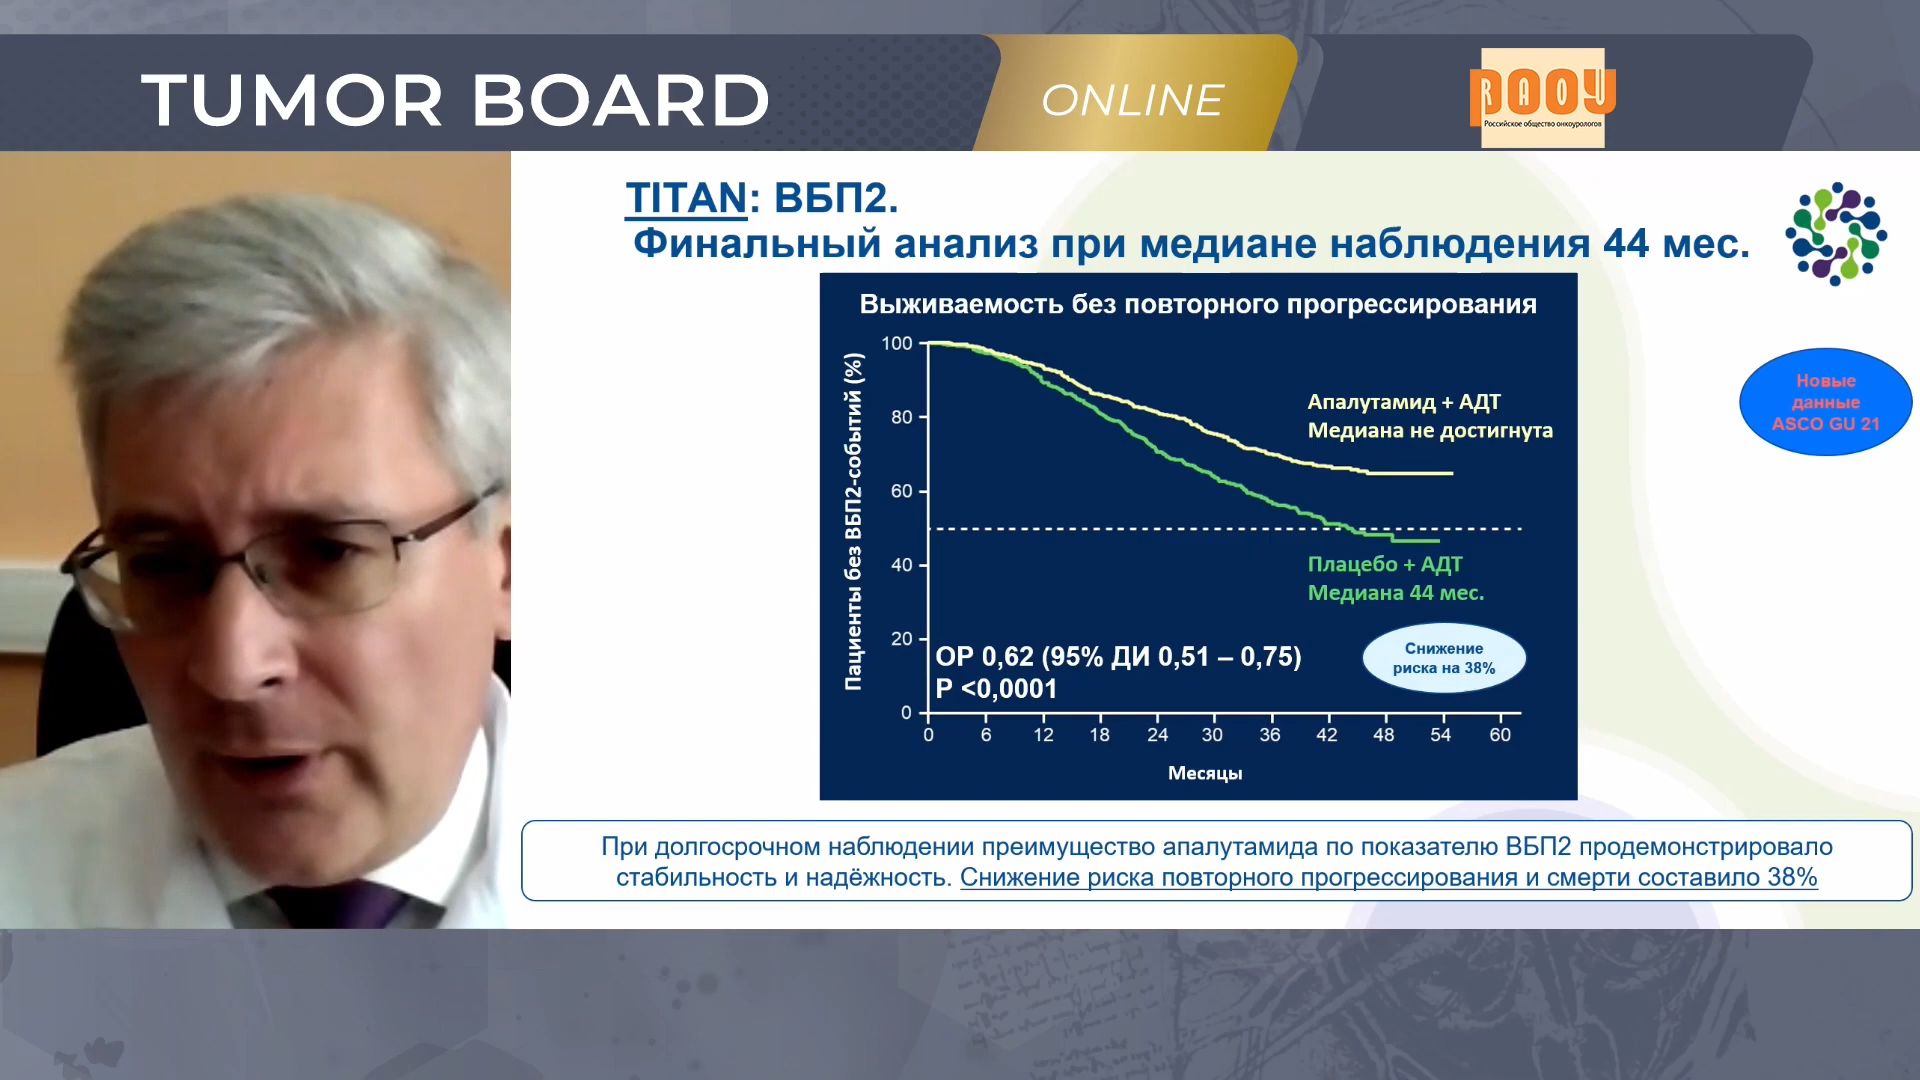 TUMOR BOARD
ONLINE
РАОУ
RAOU
Российское общество онкоурологов
TITAN: ВБП2.
Финальный анализ при медиане наблюдения 44 мес.
Новые
данные
ASCO GU 21
Выживаемость без повторного прогрессирования
Пациенты без ВБП2-событий (%)
100
80
60
40
20
0
Апалутамид + АДТ
Медиана не достигнута
Плацебо + АДТ
Медиана 44 мес.
ОР 0,62 (95% ДИ 0,51 – 0,75)
P <0,0001
Снижение
риска на 38%
0 6 12 18 24 30 36 42 48 54 60
Месяцы
При долгосрочном наблюдении преимущество апалутамида по показателю ВБП2 продемонстрировало
стабильность и надёжность. Снижение риска повторного прогрессирования и смерти составило 38%